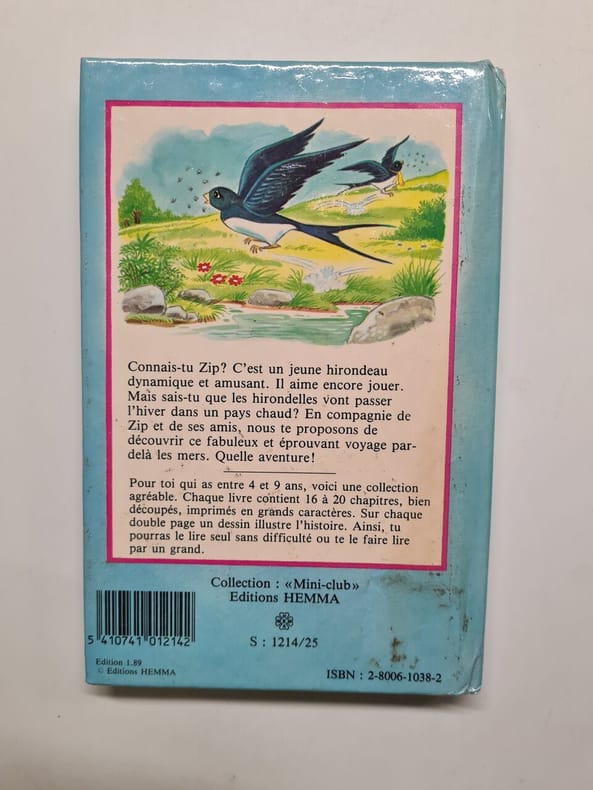 Connais-tu Zip? C'est un jeune hirondeau
dynamique et amusant. Il aime encore jouer.
Mais sais-tu que les hirondelles vont passer
l'hiver dans un pays chaud? En compagnie de
Zip et de ses amis, nous te proposons de
découvrir ce fabuleux et éprouvant voyage par-
delà les mers. Quelle aventure!
Pour toi qui as entre 4 et 9 ans, voici une collection
agréable. Chaque livre contient 16 à 20 chapitres, bien
découpés, imprimés en grands caractères. Sur chaque
double page un dessin illustre l'histoire. Ainsi, tu
pourras le lire seul sans difficulté ou te le faire lire
par un grand.
Collection : «Mini-club»
Editions HEMMA
S : 1214/25
5 410741 012142
Edition 1.89
© Editions HEMMA
ISBN : 2-8006-1038-2